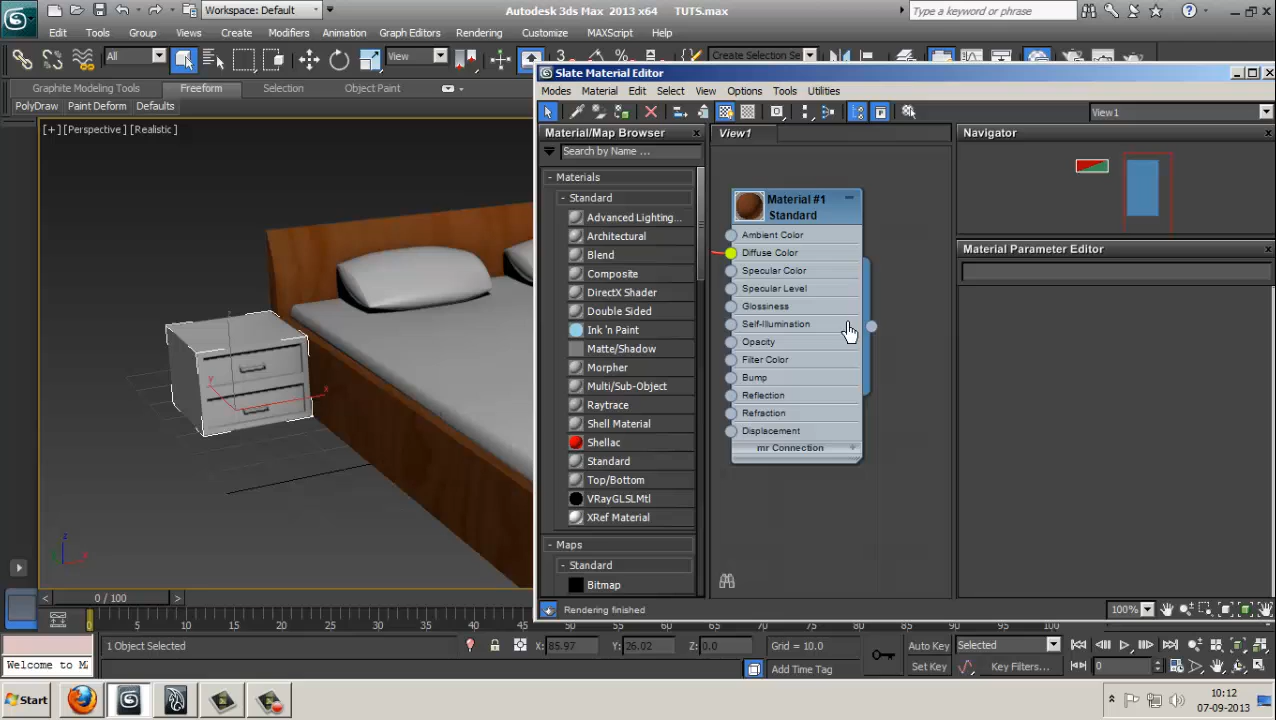 Workspace: Default
Autodesk 3ds Max 2013 x64
TUTS.max
Type a keyword or phrase
Edit Tools Group Views Create Modifiers Animation Graph Editors Rendering Customize MAXScript Help
All
View
Create Selection Se
Graphite Modeling Tools Freeform Selection Object Paint
PolyDraw Paint Deform Defaults
[+] [Perspective] [Realistic]
Slate Material Editor
Modes Material Edit Select View Options Tools Utilities
View1
Material/Map Browser
Search by Name ...
- Materials
- Standard
Advanced Lighting...
Architectural
Blend
Composite
DirectX Shader
Double Sided
Ink 'n Paint
Matte/Shadow
Morpher
Multi/Sub-Object
Raytrace
Shell Material
Shellac
Standard
Top/Bottom
VRayGLSLMtl
XRef Material
- Maps
- Standard
Bitmap
View1
Material #1
Standard
Ambient Color
Diffuse Color
Specular Color
Specular Level
Glossiness
Self-Illumination
Opacity
Filter Color
Bump
Reflection
Refraction
Displacement
mr Connection
Navigator
Material Parameter Editor
Rendering finished
100%
x
y
z
x
0 / 100
0 5 10 15 20 25 30 35 40 45 50 55 60 65 70 75 80 85 90 95 100
1 Object Selected
X: 85.97 Y: 26.02 Z: 0.0
Grid = 10.0
Auto Key Selected
Welcome to M
Add Time Tag
Set Key Key Filters...
0
Start
10:12
07-09-2013